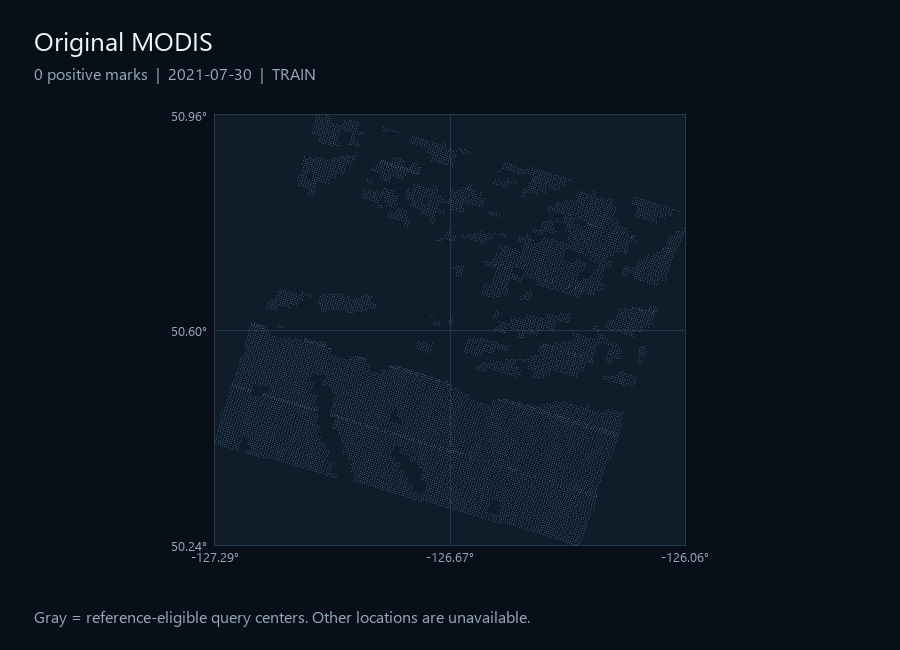 Original MODIS
0 positive marks | 2021-07-30 | TRAIN
50.96°
50.60°
50.24°
-127.29°
-126.67°
-126.06°
Gray = reference-eligible query centers. Other locations are unavailable.